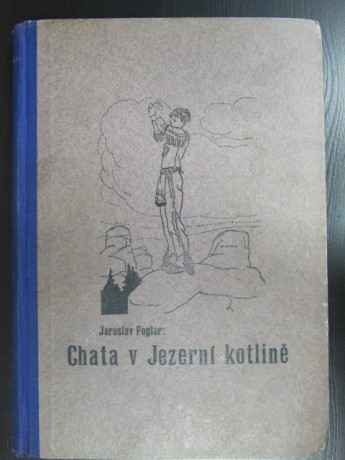 Jaroslav Foglar:
Chata v Jezerní kotlině